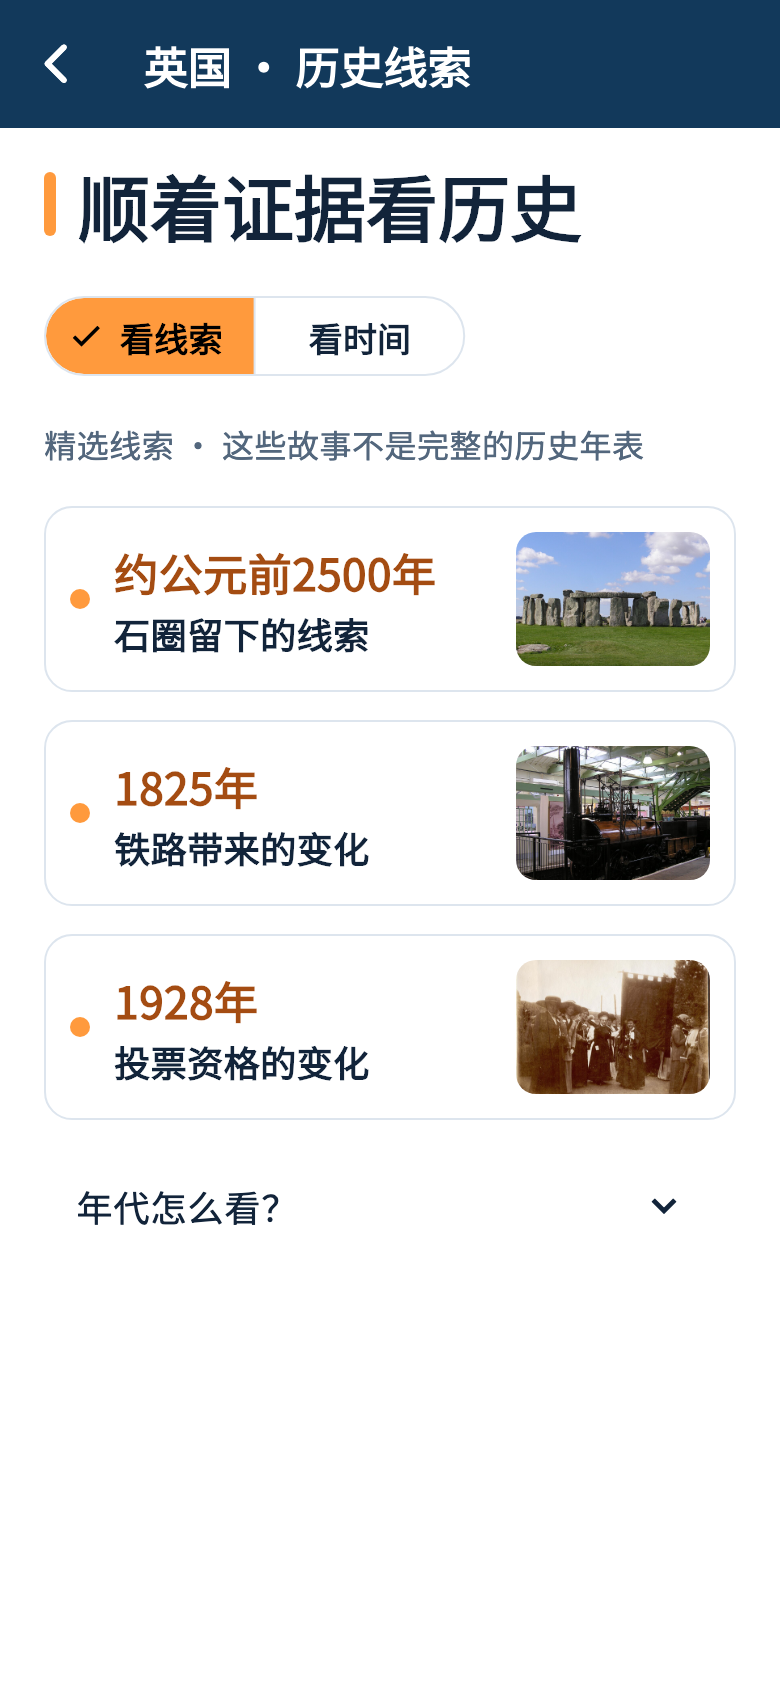 英国 · 历史线索
顺着证据看历史
看线索
看时间
精选线索 · 这些故事不是完整的历史年表
约公元前2500年
石圈留下的线索
1825年
铁路带来的变化
1928年
投票资格的变化
年代怎么看?